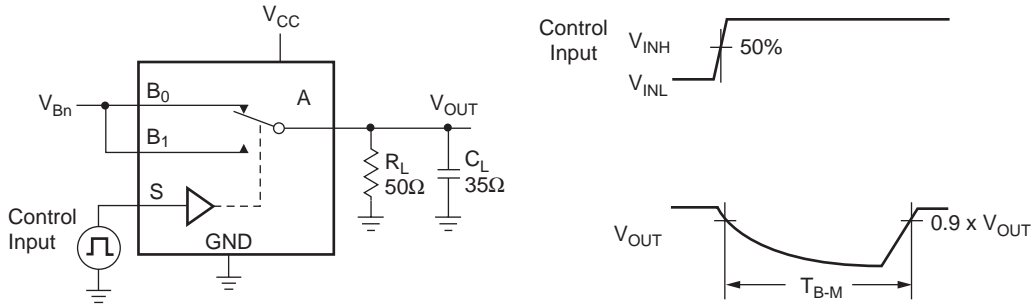 V_CC
V_Bn
B_0
A
V_OUT
B_1
R_L
50Ω
C_L
35Ω
S
Control
Input
GND
Control
Input
V_INH
50%
V_INL
V_OUT
0.9 x V_OUT
T_B-M